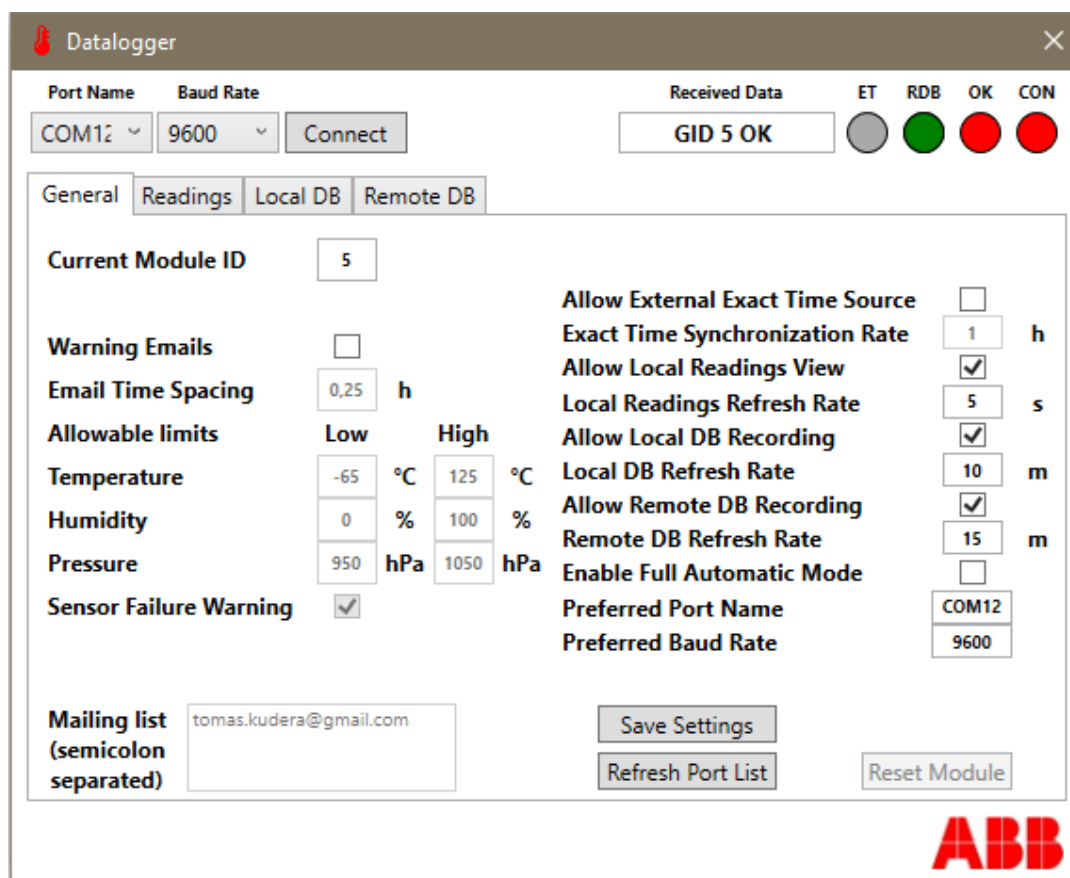 Datalogger
Port Name Baud Rate Received Data ET RDB OK CON
COM12 9600 Connect GID 5 OK
General Readings Local DB Remote DB
Current Module ID 5
Warning Emails
Email Time Spacing 0,25 h
Allowable limits Low High
Temperature -65 °C 125 °C
Humidity 0 % 100 %
Pressure 950 hPa 1050 hPa
Sensor Failure Warning
Allow External Exact Time Source
Exact Time Synchronization Rate 1 h
Allow Local Readings View
Local Readings Refresh Rate 5 s
Allow Local DB Recording
Local DB Refresh Rate 10 m
Allow Remote DB Recording
Remote DB Refresh Rate 15 m
Enable Full Automatic Mode
Preferred Port Name COM12
Preferred Baud Rate 9600
Mailing list
(semicolon
separated)
tomas.kudera@gmail.com
Save Settings
Refresh Port List Reset Module
ABB